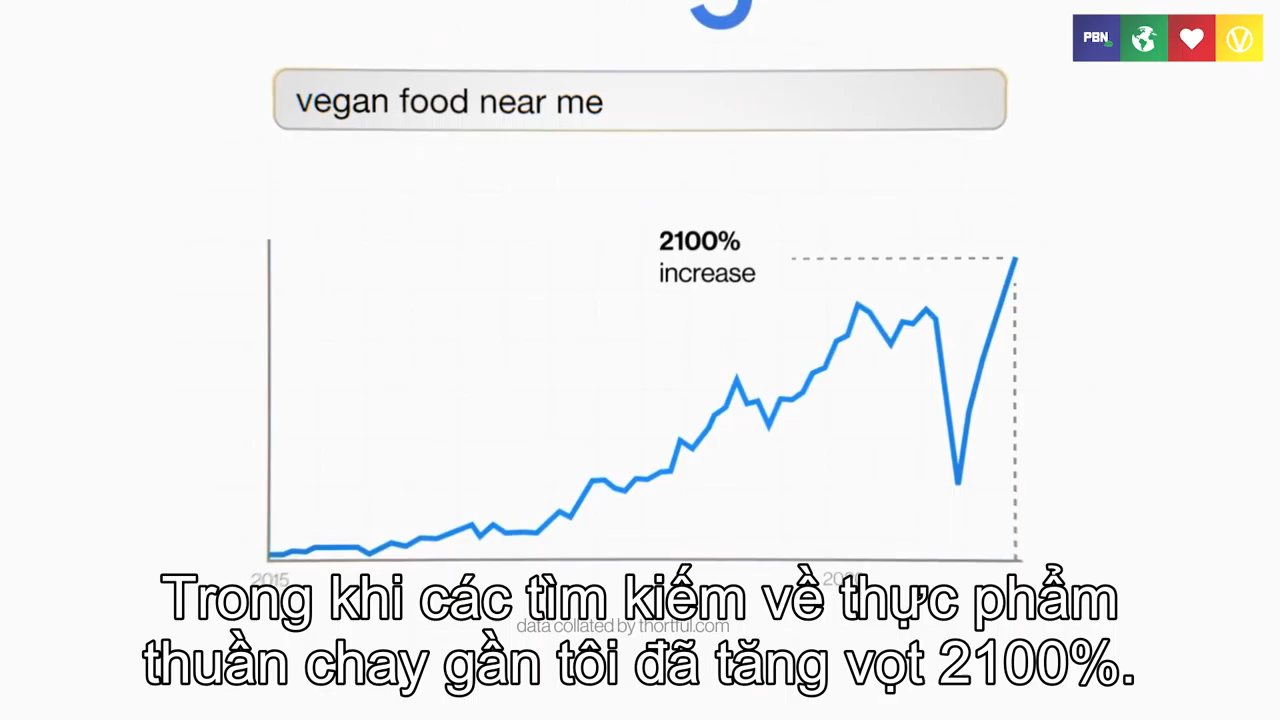 PBN
vegan food near me
2100%
increase
2015
data collated by thortful.com
Trong khi các tìm kiếm về thực phẩm
thuần chay gần tôi đã tăng vọt 2100%.